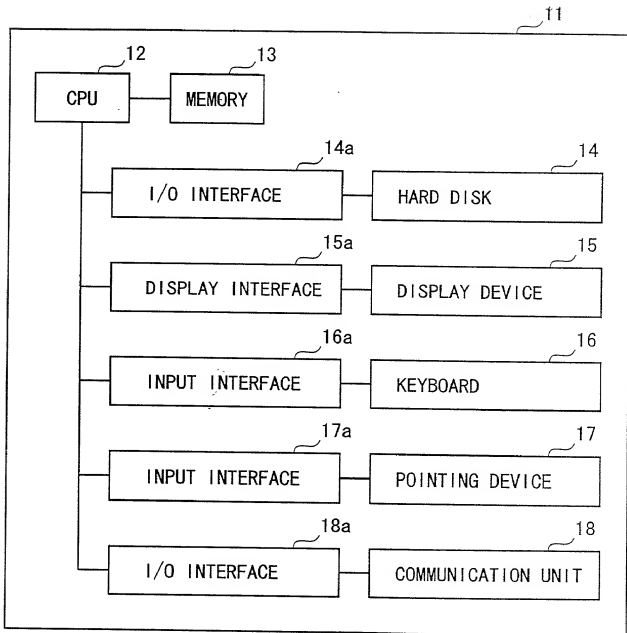 11
12
13
CPU
MEMORY
14a
14
I/O INTERFACE
HARD DISK
15a
15
DISPLAY INTERFACE
DISPLAY DEVICE
16a
16
INPUT INTERFACE
KEYBOARD
17a
17
INPUT INTERFACE
POINTING DEVICE
18a
18
I/O INTERFACE
COMMUNICATION UNIT